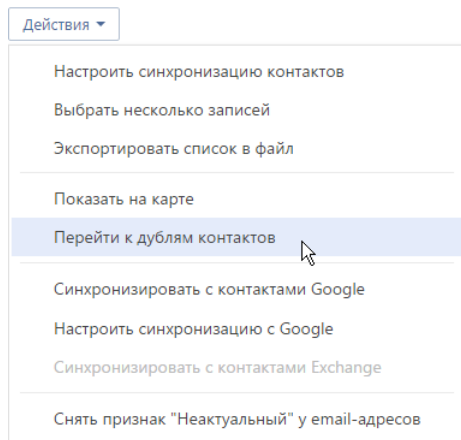 Действия
Настроить синхронизацию контактов
Выбрать несколько записей
Экспортировать список в файл
Показать на карте
Перейти к дублям контактов
Синхронизировать с контактами Google
Настроить синхронизацию с Google
Синхронизировать с контактами Exchange
Снять признак "Неактуальный" у email-адресов